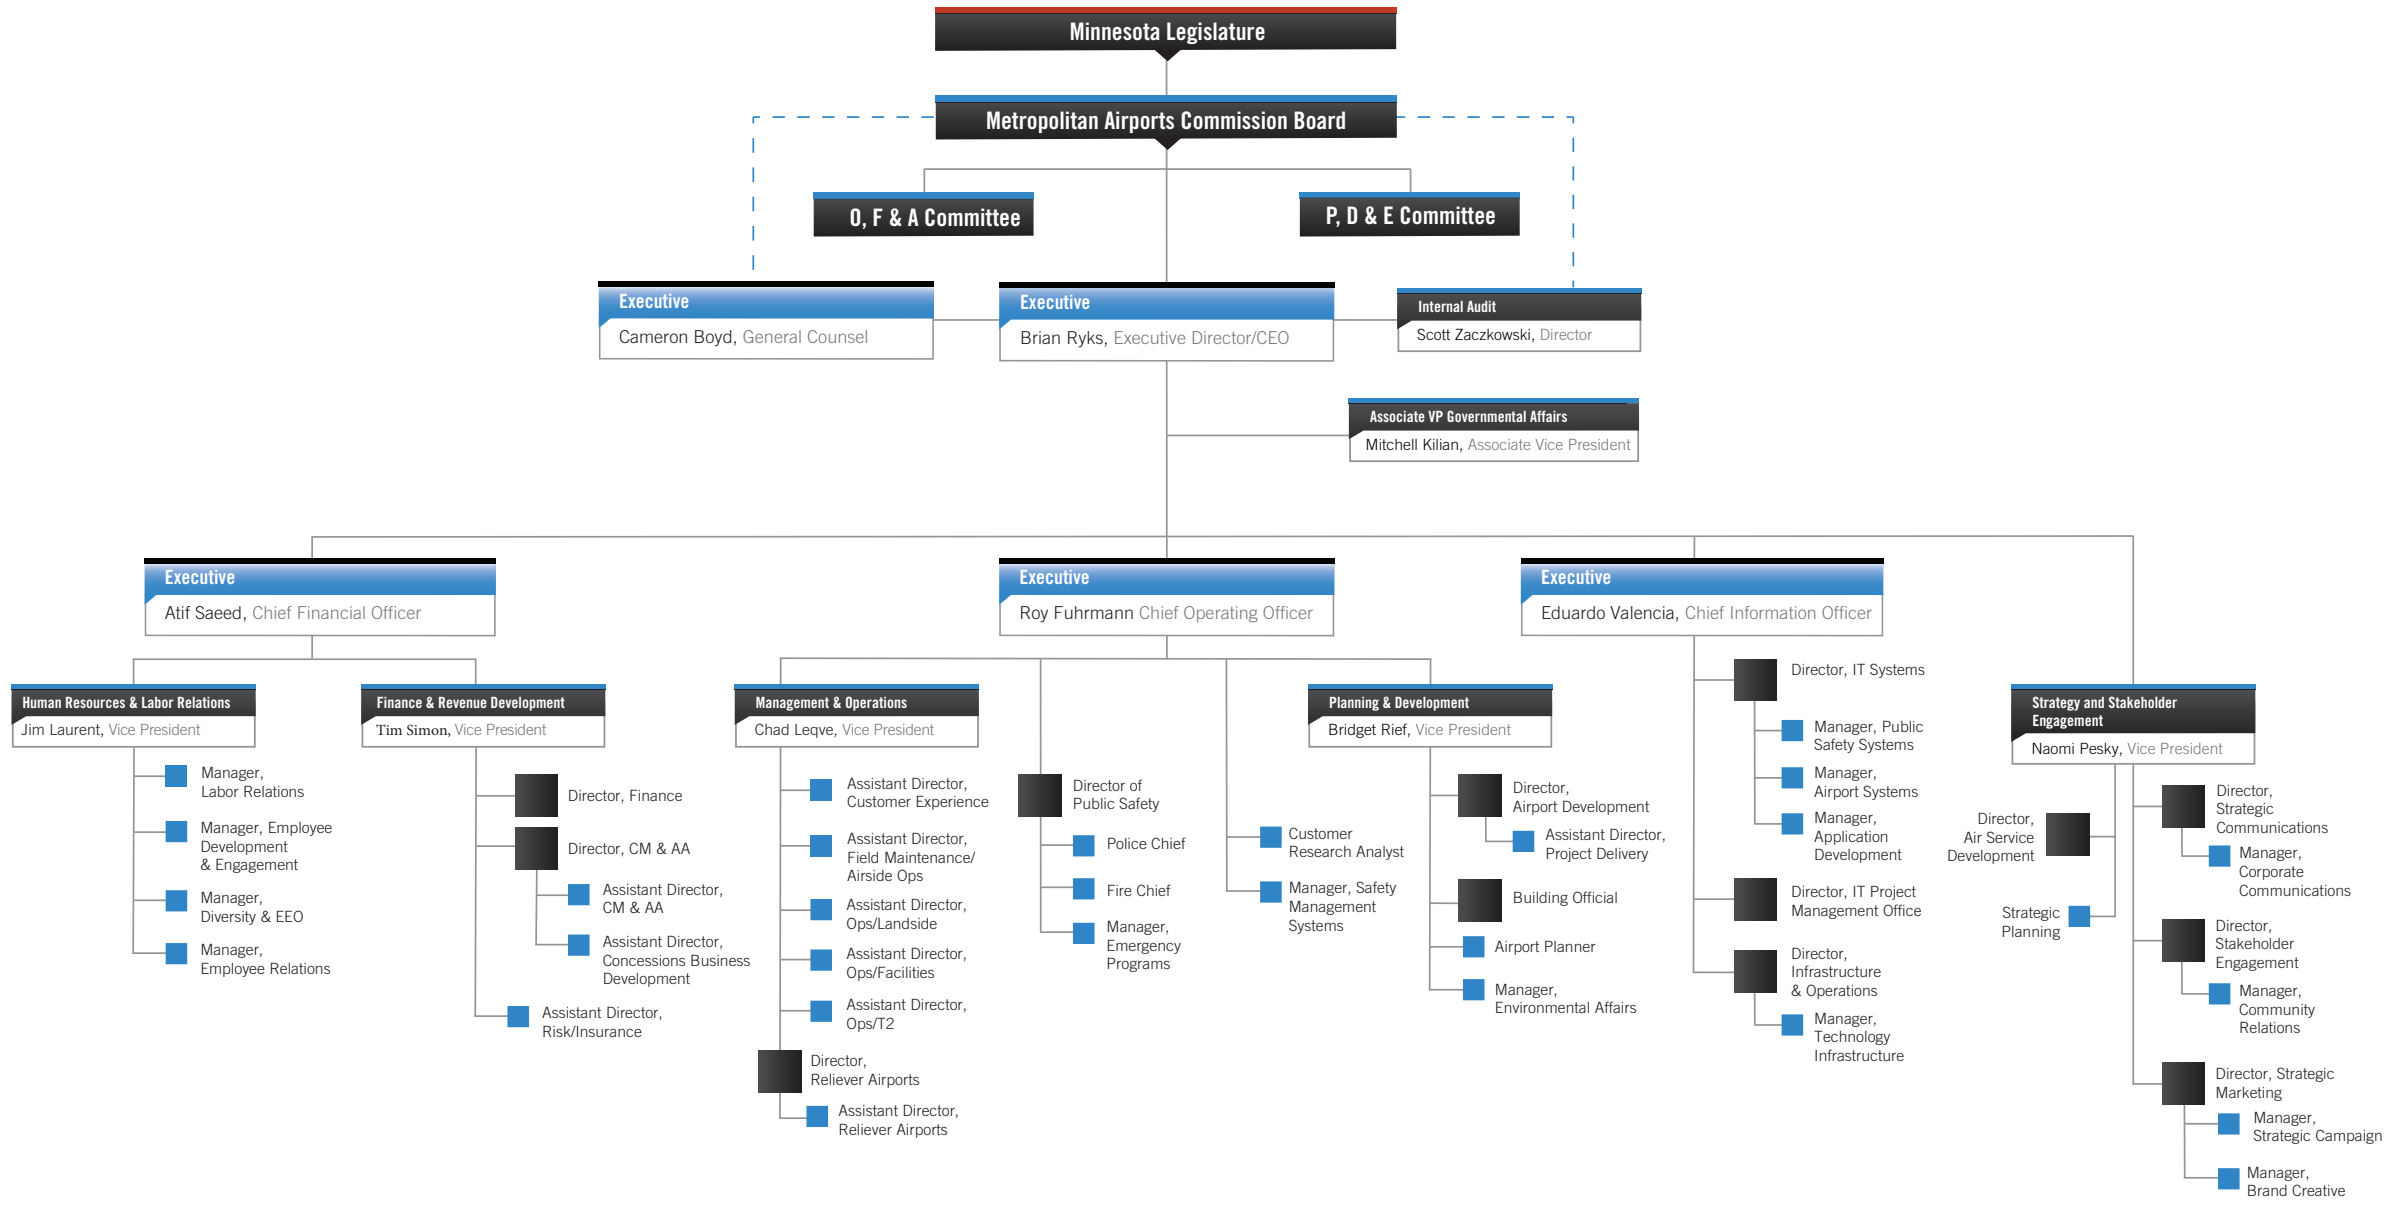 Minnesota Legislature
Metropolitan Airports Commission Board
O, F & A Committee
P, D & E Committee
Executive
Cameron Boyd, General Counsel
Executive
Brian Ryks, Executive Director/CEO
Internal Audit
Scott Zaczkowski, Director
Associate VP Governmental Affairs
Mitchell Kilian, Associate Vice President
Executive
Atif Saeed, Chief Financial Officer
Executive
Roy Fuhrmann Chief Operating Officer
Executive
Eduardo Valencia, Chief Information Officer
Human Resources & Labor Relations
Jim Laurent, Vice President
Manager,
Labor Relations
Manager, Employee
Development
& Engagement
Manager,
Diversity & EEO
Manager,
Employee Relations
Finance & Revenue Development
Tim Simon, Vice President
Director, Finance
Director, CM & AA
Assistant Director,
CM & AA
Assistant Director,
Concessions Business
Development
Assistant Director,
Risk/Insurance
Management & Operations
Chad Leqve, Vice President
Assistant Director,
Customer Experience
Assistant Director,
Field Maintenance/
Airside Ops
Assistant Director,
Ops/Landside
Assistant Director,
Ops/Facilities
Assistant Director,
Ops/T2
Director,
Reliever Airports
Assistant Director,
Reliever Airports
Director of
Public Safety
Police Chief
Fire Chief
Manager,
Emergency
Programs
Customer
Research Analyst
Manager, Safety
Management
Systems
Planning & Development
Bridget Rief, Vice President
Director,
Airport Development
Assistant Director,
Project Delivery
Building Official
Airport Planner
Manager,
Environmental Affairs
Director, IT Systems
Manager, Public
Safety Systems
Manager,
Airport Systems
Manager,
Application
Development
Director, IT Project
Management Office
Director,
Infrastructure
& Operations
Manager,
Technology
Infrastructure
Strategy and Stakeholder
Engagement
Naomi Pesky, Vice President
Director,
Air Service
Development
Strategic
Planning
Director,
Strategic
Communications
Manager,
Corporate
Communications
Director,
Stakeholder
Engagement
Manager,
Community
Relations
Director, Strategic
Marketing
Manager,
Strategic Campaign
Manager,
Brand Creative